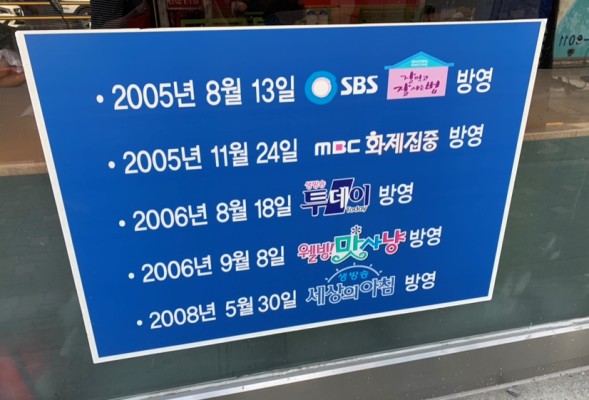 • 2005년 8월 13일 SBS 잘먹고 잘사는법 방영
• 2005년 11월 24일 MBC 화제집중 방영
• 2006년 8월 18일 생방송 투데이 Today 방영
• 2006년 9월 8일 웰빙! 맛사냥 방영
• 2008년 5월 30일 생방송 세상의아침 방영